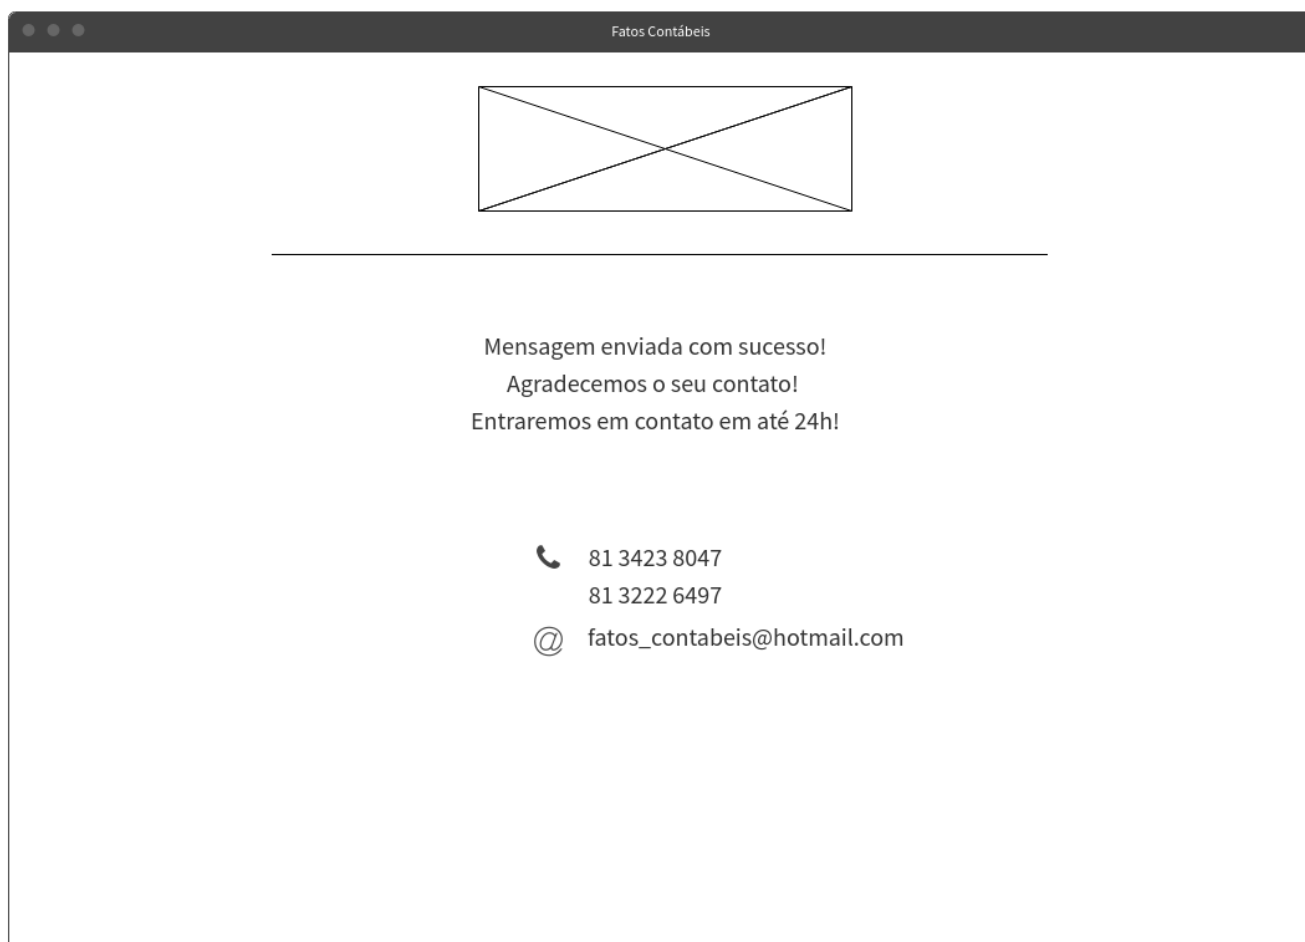 Fatos Contábeis
Mensagem enviada com sucesso!
Agradecemos o seu contato!
Entraremos em contato em até 24h!
81 3423 8047
81 3222 6497
@ fatos_contabeis@hotmail.com